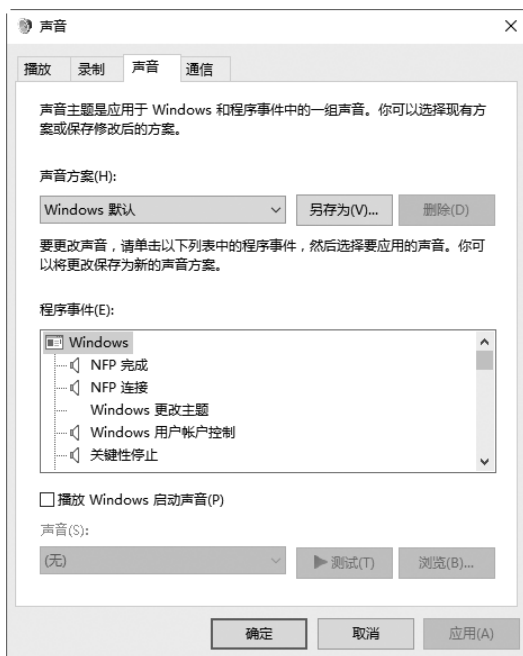 声音
播放 录制 声音 通信
声音主题是应用于 Windows 和程序事件中的一组声音。你可以选择现有方
案或保存修改后的方案。
声音方案(H):
Windows 默认 另存为(V)... 删除(D)
要更改声音，请单击以下列表中的程序事件，然后选择要应用的声音。你可
以将更改保存为新的声音方案。
程序事件(E):
Windows
NFP 完成
NFP 连接
Windows 更改主题
Windows 用户帐户控制
关键性停止
播放 Windows 启动声音(P)
声音(S):
(无) 测试(T) 浏览(B)...
确定 取消 应用(A)